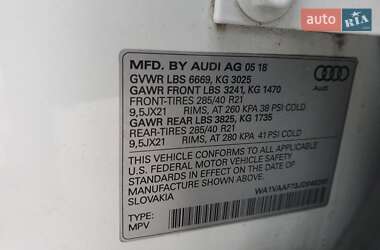 auto RIA
MFD. BY AUDI AG 05 18
GVWR LBS 6669, KG 3025
GAWR FRONT LBS 3241, KG 1470
FRONT-TIRES 285/40 R21
9,5JX21 RIMS, AT 260 KPA 38 PSI COLD
GAWR REAR LBS 3825, KG 1735
REAR-TIRES 285/40 R21
9,5JX21 RIMS, AT 280 KPA 41 PSI COLD
Audi
THIS VEHICLE CONFORMS TO ALL APPLICABLE
U.S. FEDERAL MOTOR VEHICLE SAFETY STANDARDS IN
EFFECT ON THE DATE OF MANUFACTURE SHOWN ABOVE
SLOVAKIA
TYPE:
MPV